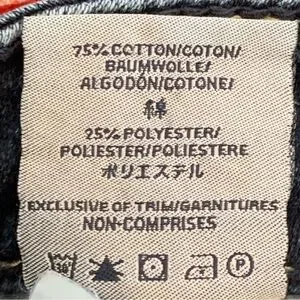 75% COTTON/COTON/
BAUMWOLLE/
ALGODÓN/COTONE/
綿
25% POLYESTER/
POLIESTER/POLIESTERE
ポリエステル
EXCLUSIVE OF TRIM/GARNITURES
NON-COMPRISES
30 P